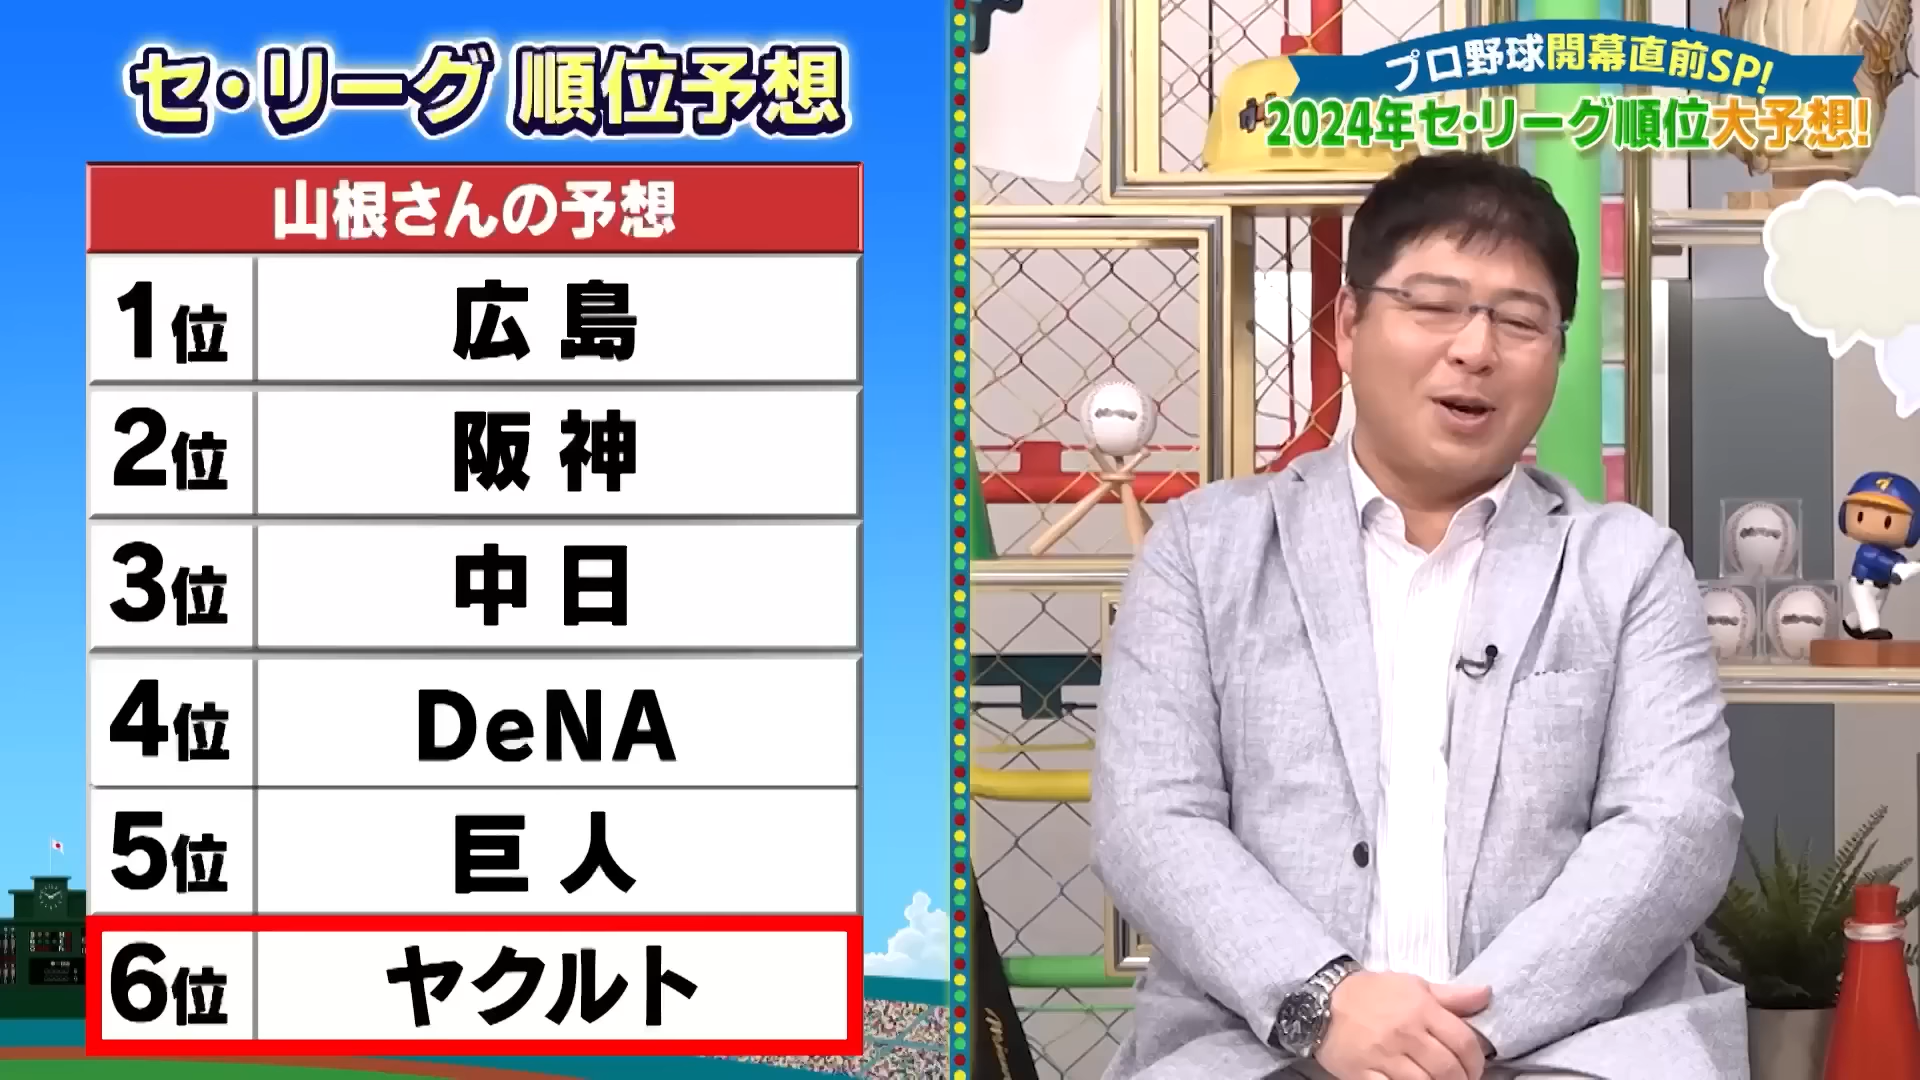 セ・リーグ 順位予想
山根さんの予想
1位 広島
2位 阪神
3位 中日
4位 DeNA
5位 巨人
6位 ヤクルト
プロ野球開幕直前SP!
2024年セ・リーグ順位大予想!